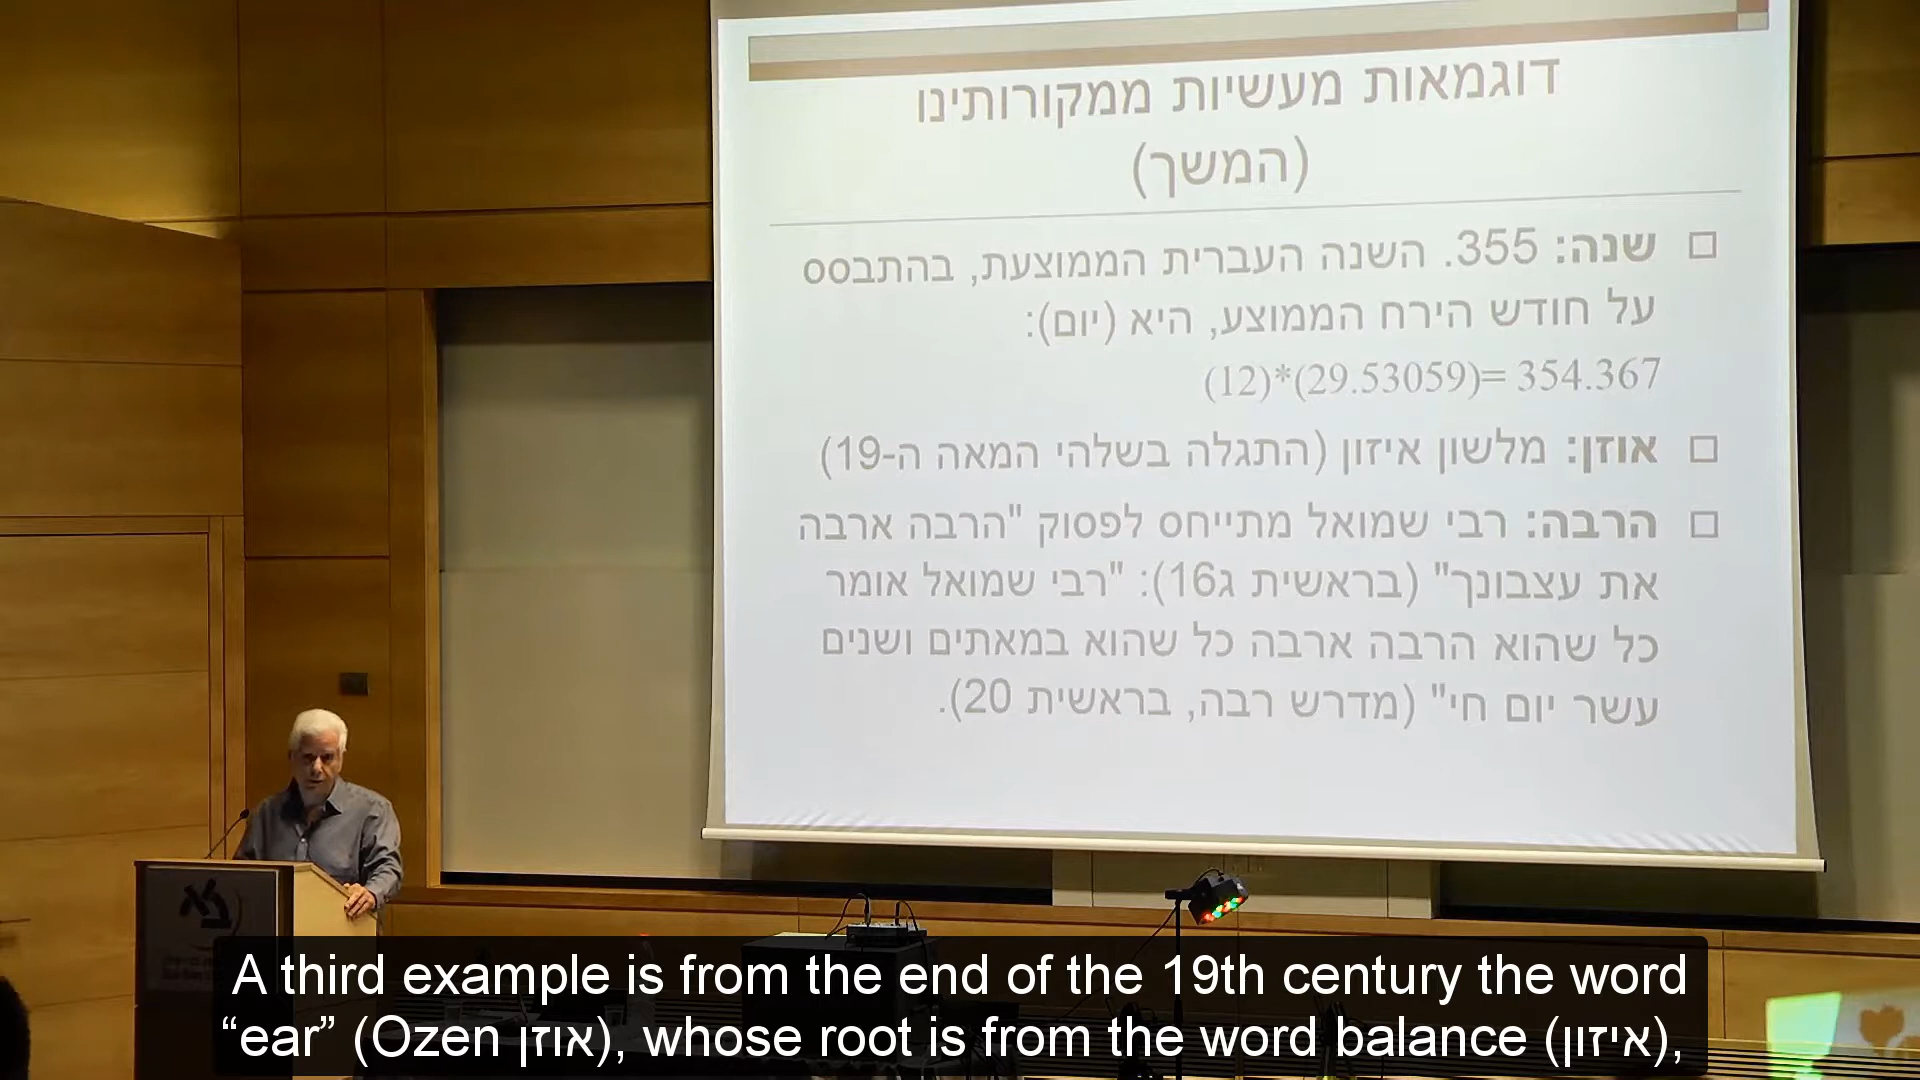 דוגמאות מעשיות ממקורותינו
(המשך)
שנה: 355. השנה העברית הממוצעת, בהתבסס
על חודש הירח הממוצע, היא (יום):
(12)*(29.53059)= 354.367
אוזן: מלשון איזון (התגלה בשלהי המאה ה-19)
הרבה: רבי שמואל מתייחס לפסוק "הרבה ארבה
את עצבונך" (בראשית ג16): "רבי שמואל אומר
כל שהוא הרבה ארבה כל שהוא במאתים ושנים
עשר יום חי" (מדרש רבה, בראשית 20).
A third example is from the end of the 19th century the word
“ear” (Ozen אוזן), whose root is from the word balance (איזון),